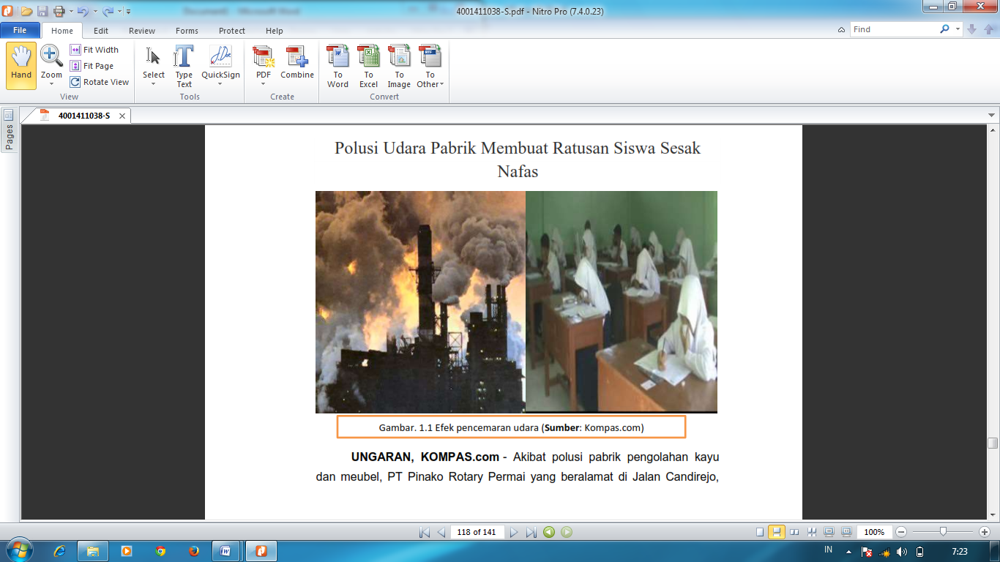 Document1 - Microsoft Word
4001411038-S.pdf - Nitro Pro (7.4.0.23)
File Home Edit Review Forms Protect Help
Find
Hand
Zoom
Fit Width
Fit Page
Rotate View
View
Select
Type
Text
QuickSign
Tools
PDF
Combine
Create
To
Word
To
Excel
To
Image
To
Other
Convert
4001411038-S
Pages
Polusi Udara Pabrik Membuat Ratusan Siswa Sesak
Nafas
Gambar. 1.1 Efek pencemaran udara (Sumber: Kompas.com)
UNGARAN, KOMPAS.com - Akibat polusi pabrik pengolahan kayu
dan meubel, PT Pinako Rotary Permai yang beralamat di Jalan Candirejo,
118 of 141
100%
IN
7:23